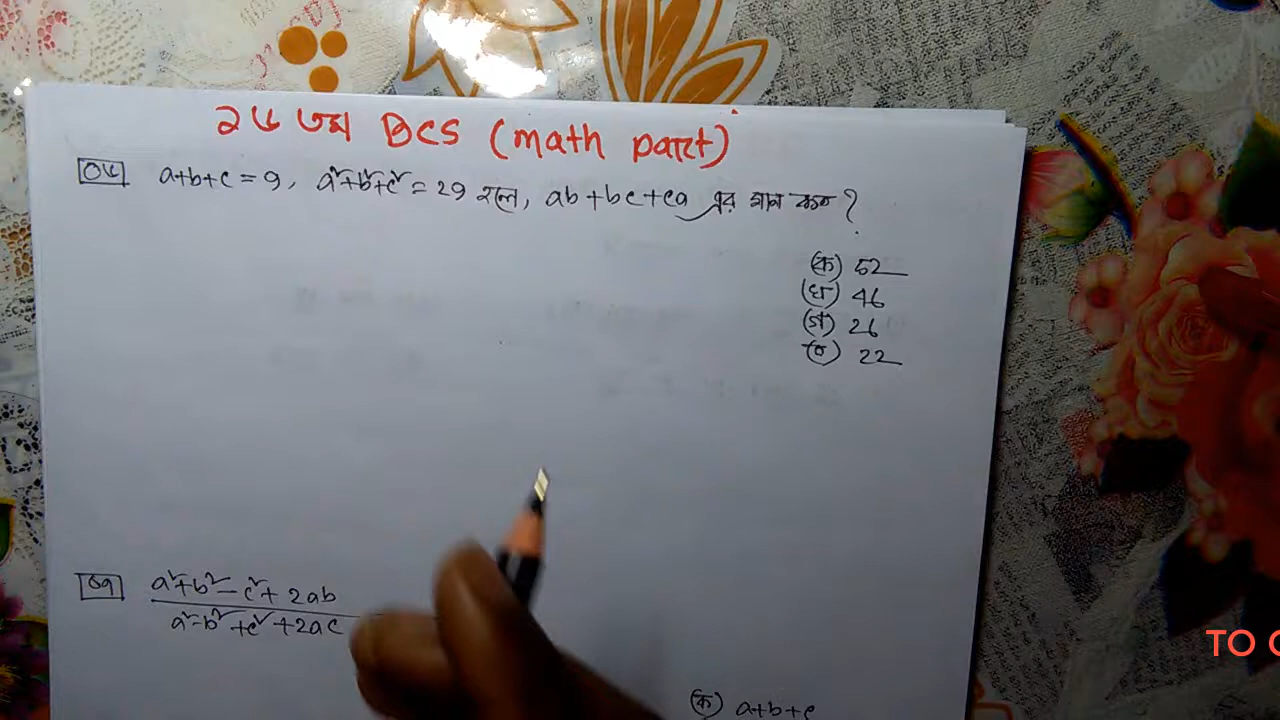 ২৬ তম BCS (math part)
০৬ a+b+c = 9, a²+b²+c² = 29 হলে, ab+bc+ca এর মান কত ?
(ক) 52
(খ) 46
(গ) 26
(ঘ) 22
০৭ a²+b²-c²+2ab
a²-b²+c²+2ac
(ক) a+b+c
TO